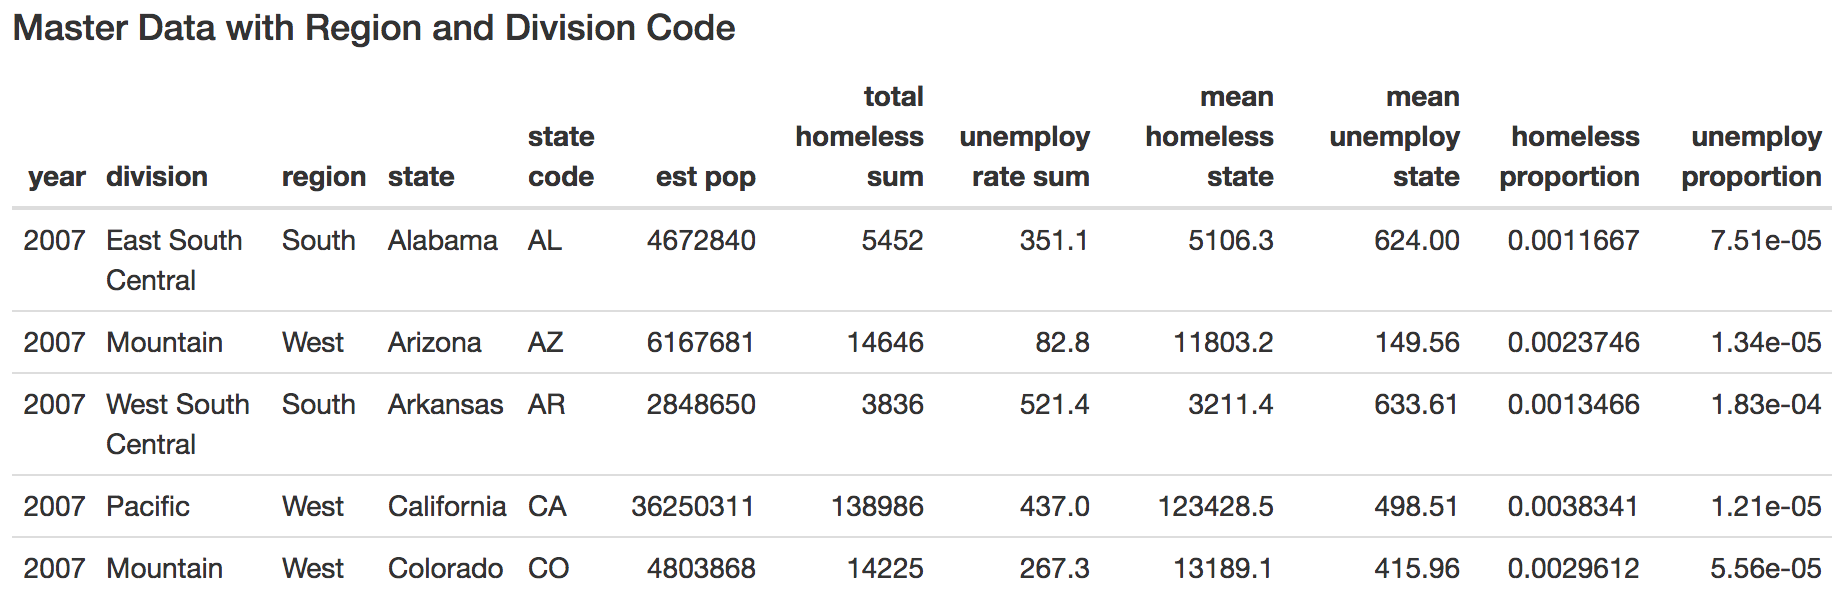 Master Data with Region and Division Code
total mean mean
state homeless unemploy homeless unemploy homeless unemploy
year division region state code est pop sum rate sum state state proportion proportion
2007 East South South Alabama AL 4672840 5452 351.1 5106.3 624.00 0.0011667 7.51e-05
Central
2007 Mountain West Arizona AZ 6167681 14646 82.8 11803.2 149.56 0.0023746 1.34e-05
2007 West South South Arkansas AR 2848650 3836 521.4 3211.4 633.61 0.0013466 1.83e-04
Central
2007 Pacific West California CA 36250311 138986 437.0 123428.5 498.51 0.0038341 1.21e-05
2007 Mountain West Colorado CO 4803868 14225 267.3 13189.1 415.96 0.0029612 5.56e-05